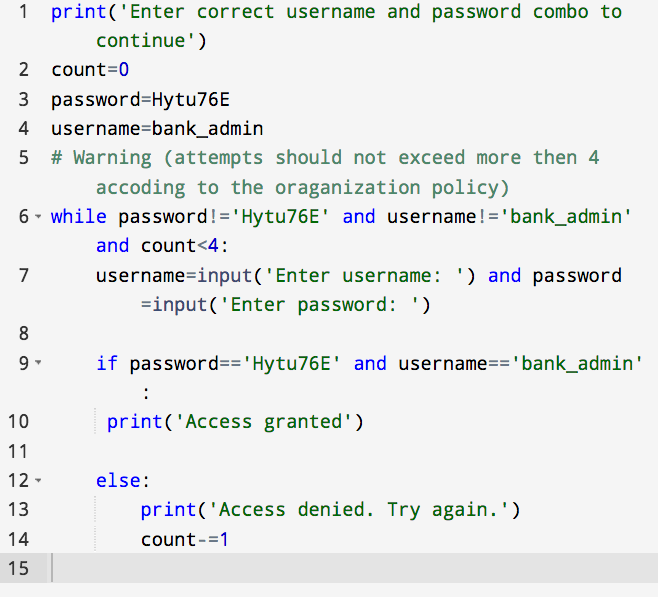 1 print('Enter correct username and password combo to
continue')
2 count=0
3 password=Hytu76E
4 username=bank_admin
5 # Warning (attempts should not exceed more then 4
accoding to the oraganization policy)
6 while password!='Hytu76E' and username!='bank_admin'
and count<4:
7 username=input('Enter username: ') and password
=input('Enter password: ')
8
9 if password=='Hytu76E' and username=='bank_admin'
:
10 print('Access granted')
11
12 else:
13 print('Access denied. Try again.')
14 count-=1
15